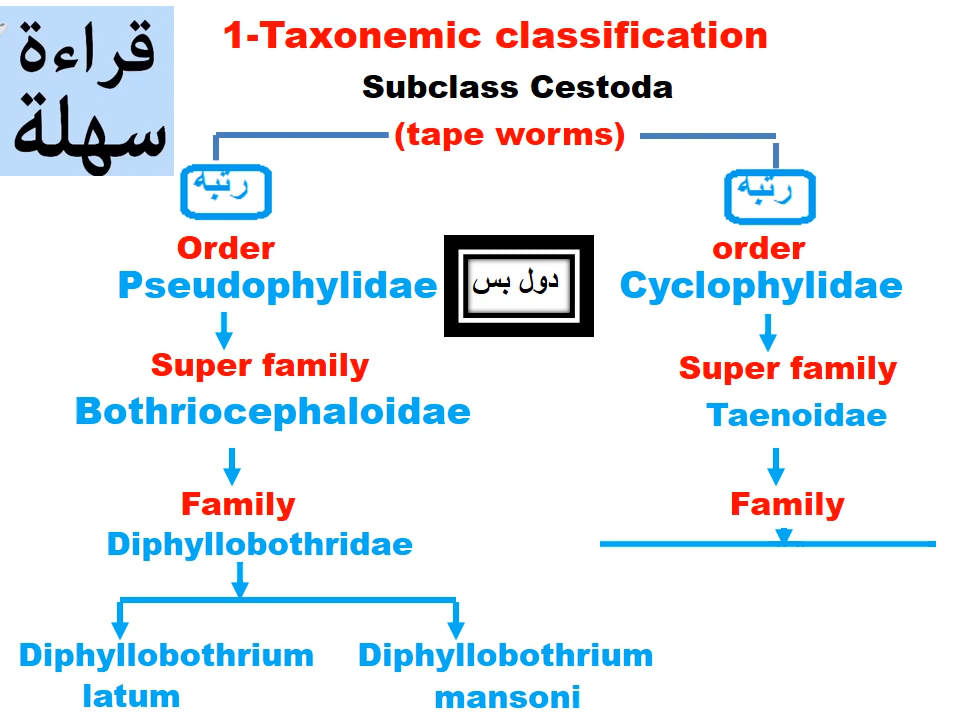 قراءة
سهلة
1-Taxonemic classification
Subclass Cestoda
(tape worms)
رتبه
رتبه
Order
order
Pseudophylidae
دول بس
Cyclophylidae
Super family
Super family
Bothriocephaloidae
Taenoidae
Family
Family
Diphyllobothridae
Diphyllobothrium
latum
Diphyllobothrium
mansoni